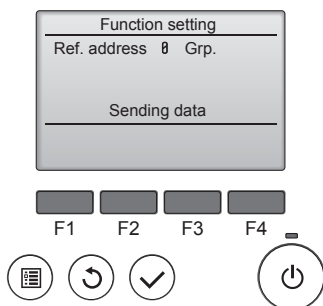 Function setting
Ref. address 0 Grp.
Sending data
F1 F2 F3 F4